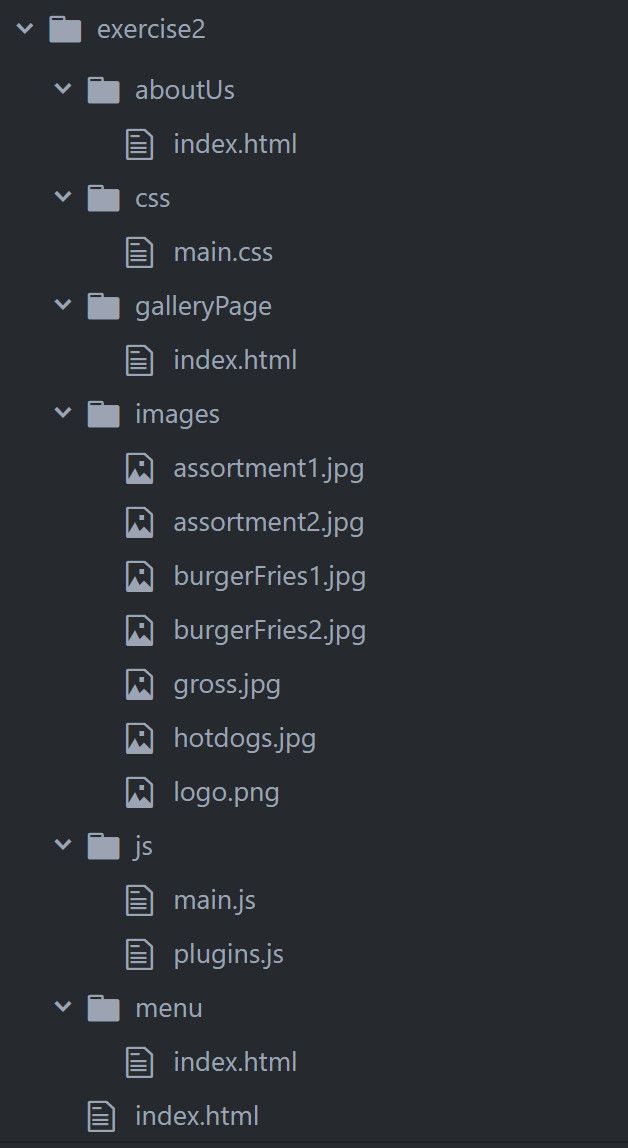 exercise2
aboutUs
index.html
css
main.css
galleryPage
index.html
images
assortment1.jpg
assortment2.jpg
burgerFries1.jpg
burgerFries2.jpg
gross.jpg
hotdogs.jpg
logo.png
js
main.js
plugins.js
menu
index.html
index.html